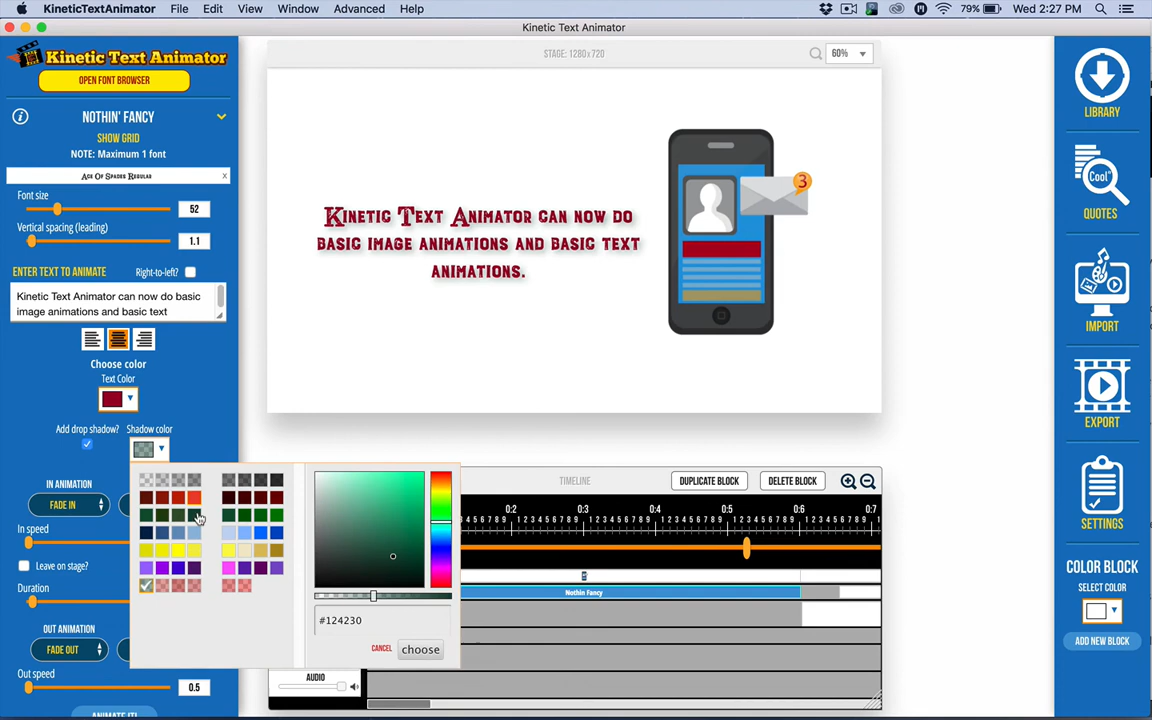 KineticTextAnimator File Edit View Window Advanced Help
79% Wed 2:27 PM
Kinetic Text Animator
Kinetic Text Animator
OPEN FONT BROWSER
NOTHIN' FANCY
SHOW GRID
NOTE: Maximum 1 font
Age Of Spades Regular x
Font size
52
Vertical spacing (leading)
1.1
ENTER TEXT TO ANIMATE Right-to-left?
Kinetic Text Animator can now do basic
image animations and basic text
Choose color
Text Color
Add drop shadow? Shadow color
IN ANIMATION
FADE IN
In speed
Leave on stage?
Duration
OUT ANIMATION
FADE OUT
Out speed
0.5
ANIMATE IT!
#124230
CANCEL choose
STAGE: 1280x720
60%
Kinetic Text Animator can now do
basic image animations and basic text
animations.
3
TIMELINE
DUPLICATE BLOCK
DELETE BLOCK
0:2 0:3 0:4 0:5 0:6 0:7
Nothin Fancy
AUDIO
LIBRARY
"Cool"
QUOTES
IMPORT
EXPORT
SETTINGS
COLOR BLOCK
SELECT COLOR
ADD NEW BLOCK